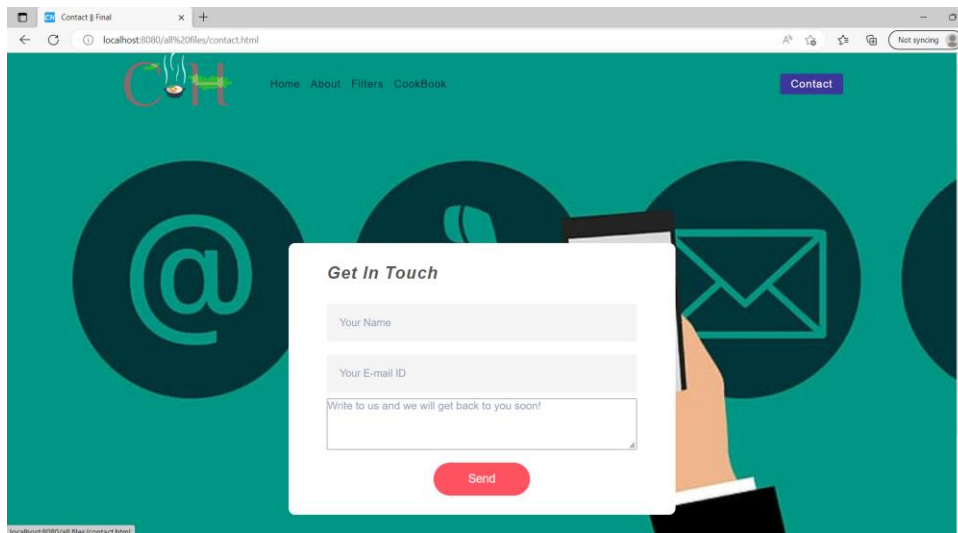 Contact || Final
localhost:8080/all%20files/contact.html
Not syncing
CH
Home About Filters CookBook
Contact
@
Get In Touch
Your Name
Your E-mail ID
Write to us and we will get back to you soon!
Send
localhost:8080/all files/contact.html